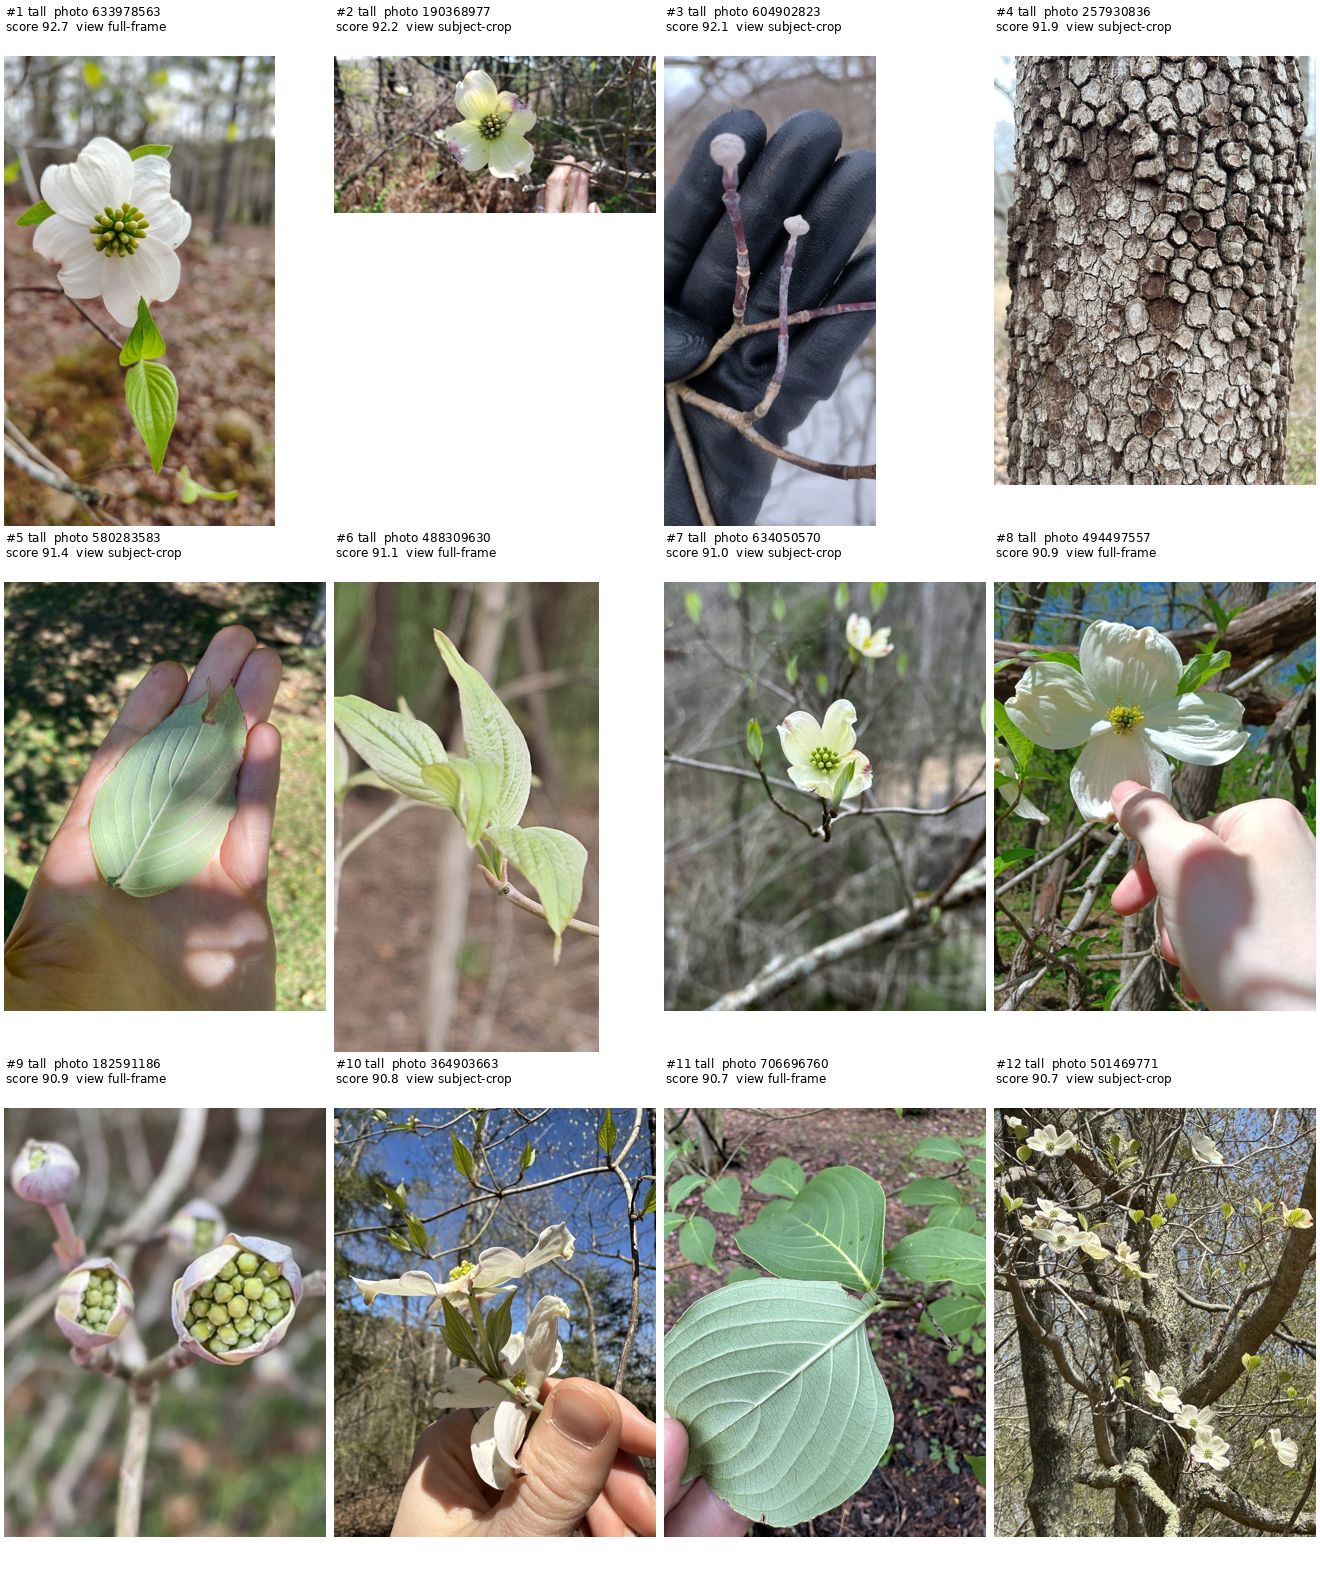 #1 tall  photo 633978563
score 92.7  view full-frame
#2 tall  photo 190368977
score 92.2  view subject-crop
#3 tall  photo 604902823
score 92.1  view subject-crop
#4 tall  photo 257930836
score 91.9  view subject-crop
#5 tall  photo 580283583
score 91.4  view subject-crop
#6 tall  photo 488309630
score 91.1  view full-frame
#7 tall  photo 634050570
score 91.0  view subject-crop
#8 tall  photo 494497557
score 90.9  view full-frame
#9 tall  photo 182591186
score 90.9  view full-frame
#10 tall  photo 364903663
score 90.8  view subject-crop
#11 tall  photo 706696760
score 90.7  view full-frame
#12 tall  photo 501469771
score 90.7  view subject-crop